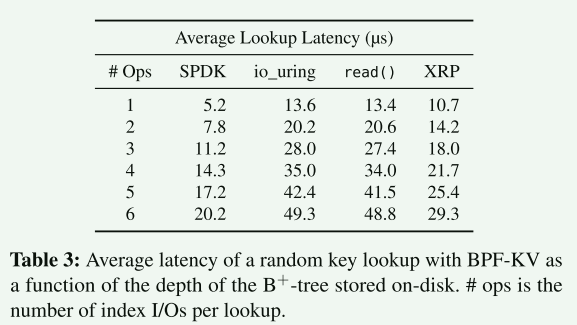 Average Lookup Latency (µs)
# Ops SPDK io_uring read() XRP
1 5.2 13.6 13.4 10.7
2 7.8 20.2 20.6 14.2
3 11.2 28.0 27.4 18.0
4 14.3 35.0 34.0 21.7
5 17.2 42.4 41.5 25.4
6 20.2 49.3 48.8 29.3
Table 3: Average latency of a random key lookup with BPF-KV as
a function of the depth of the B⁺-tree stored on-disk. # ops is the
number of index I/Os per lookup.